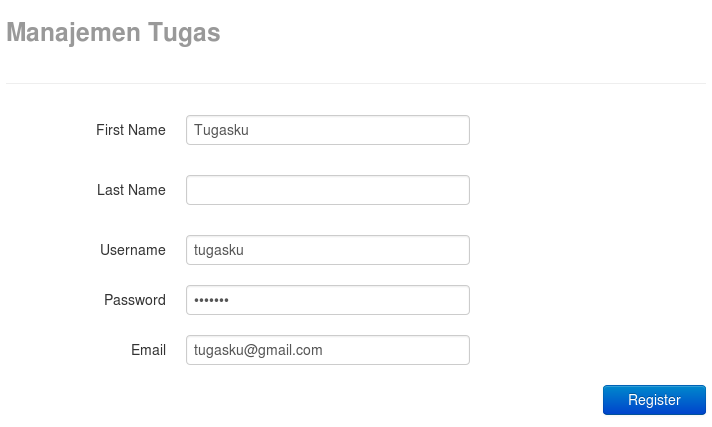 Manajemen Tugas
First Name Tugasku
Last Name
Username tugasku
Password •••••••
Email tugasku@gmail.com
Register